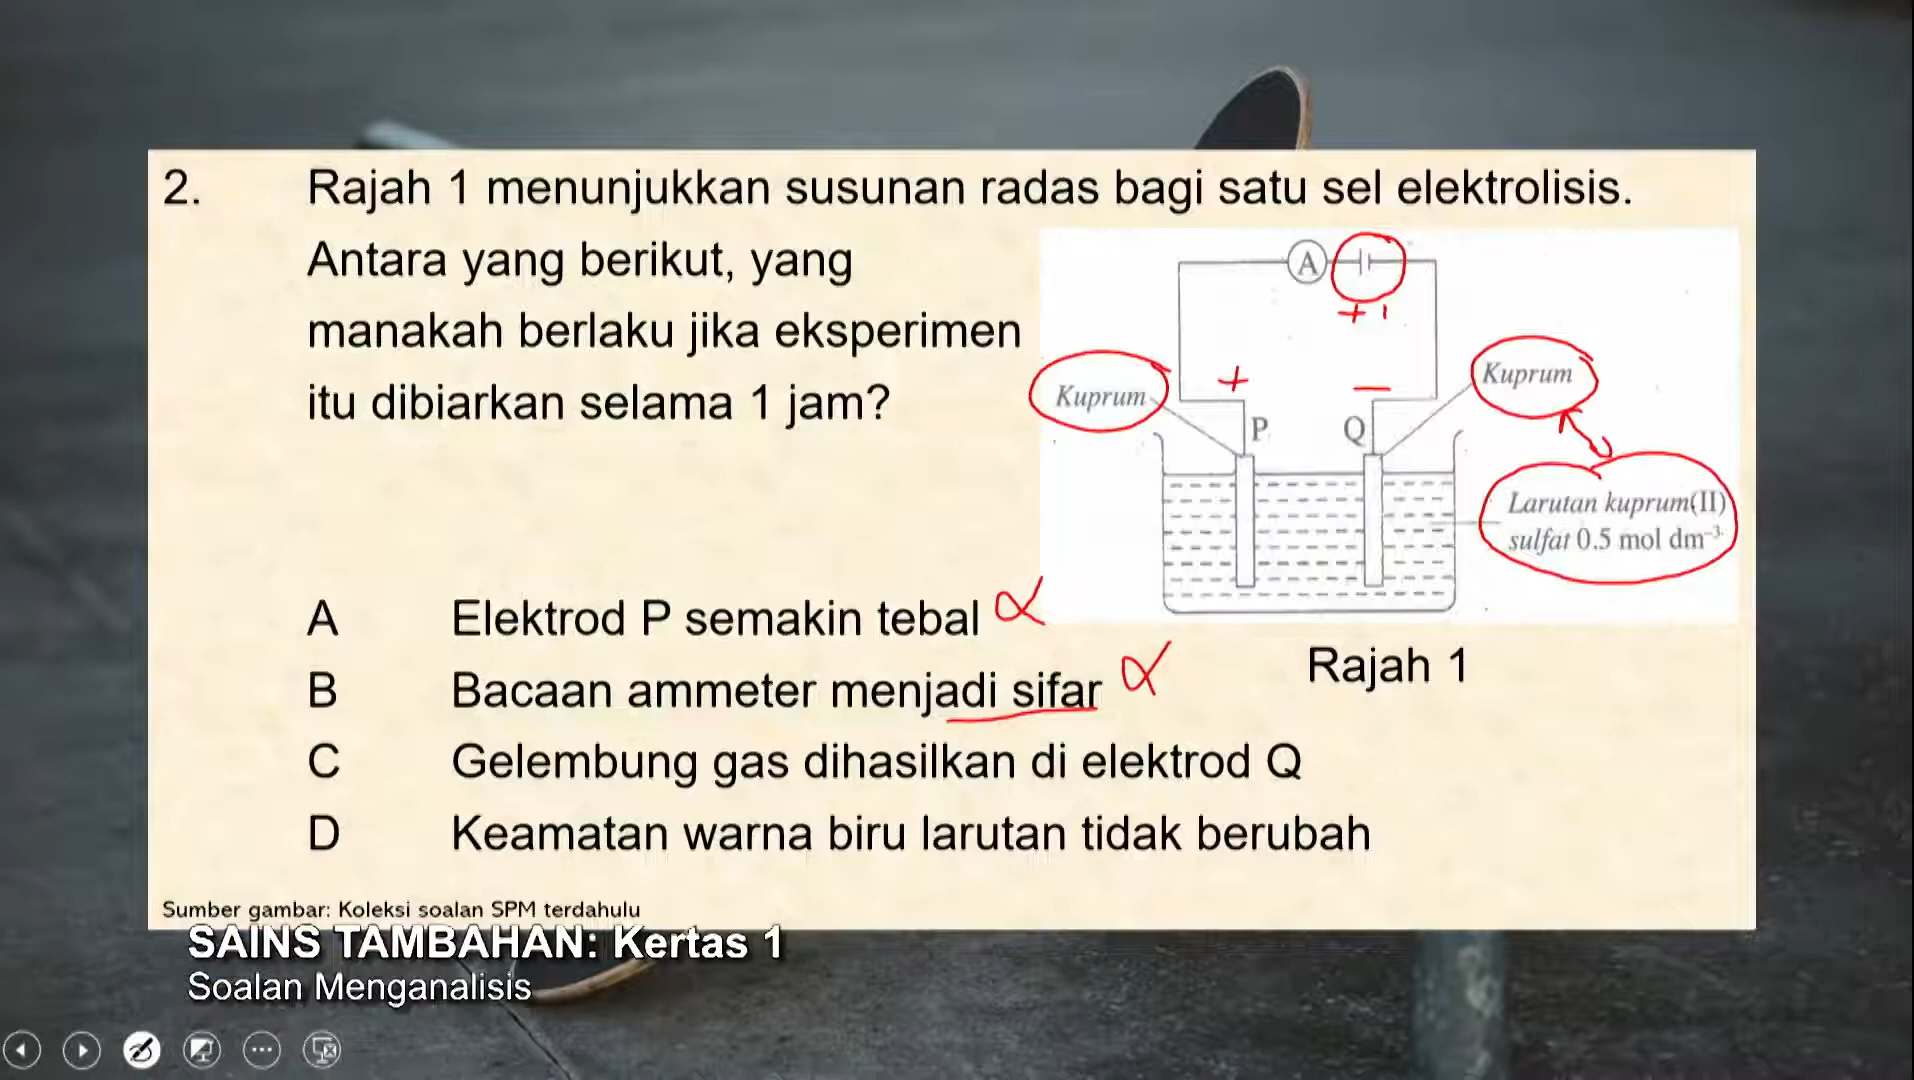 2. Rajah 1 menunjukkan susunan radas bagi satu sel elektrolisis.
Antara yang berikut, yang
manakah berlaku jika eksperimen
itu dibiarkan selama 1 jam?
A
+ ı
+
−
Kuprum
Kuprum
P
Q
Larutan kuprum(II)
sulfat 0.5 mol dm⁻³
Rajah 1
A Elektrod P semakin tebal
B Bacaan ammeter menjadi sifar
C Gelembung gas dihasilkan di elektrod Q
D Keamatan warna biru larutan tidak berubah
Sumber gambar: Koleksi soalan SPM terdahulu
SAINS TAMBAHAN: Kertas 1
Soalan Menganalisis